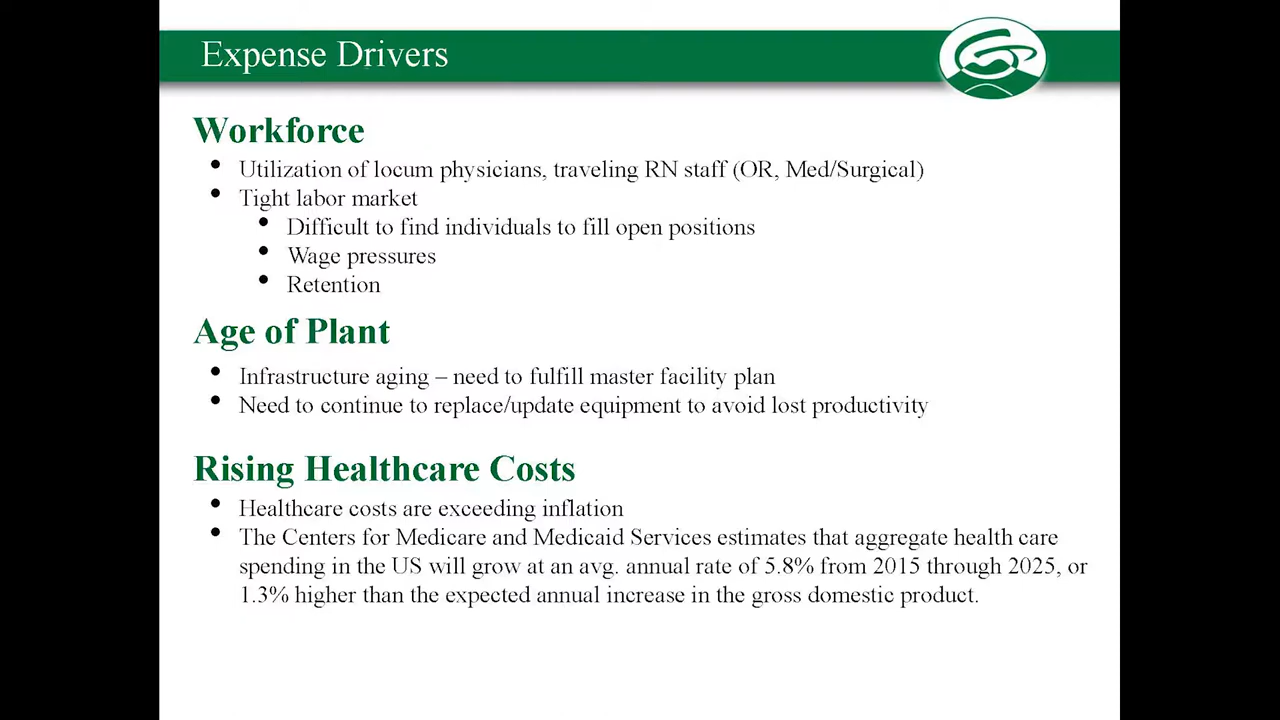 Expense Drivers
Workforce
• Utilization of locum physicians, traveling RN staff (OR, Med/Surgical)
• Tight labor market
• Difficult to find individuals to fill open positions
• Wage pressures
• Retention
Age of Plant
• Infrastructure aging – need to fulfill master facility plan
• Need to continue to replace/update equipment to avoid lost productivity
Rising Healthcare Costs
• Healthcare costs are exceeding inflation
• The Centers for Medicare and Medicaid Services estimates that aggregate health care
spending in the US will grow at an avg. annual rate of 5.8% from 2015 through 2025, or
1.3% higher than the expected annual increase in the gross domestic product.